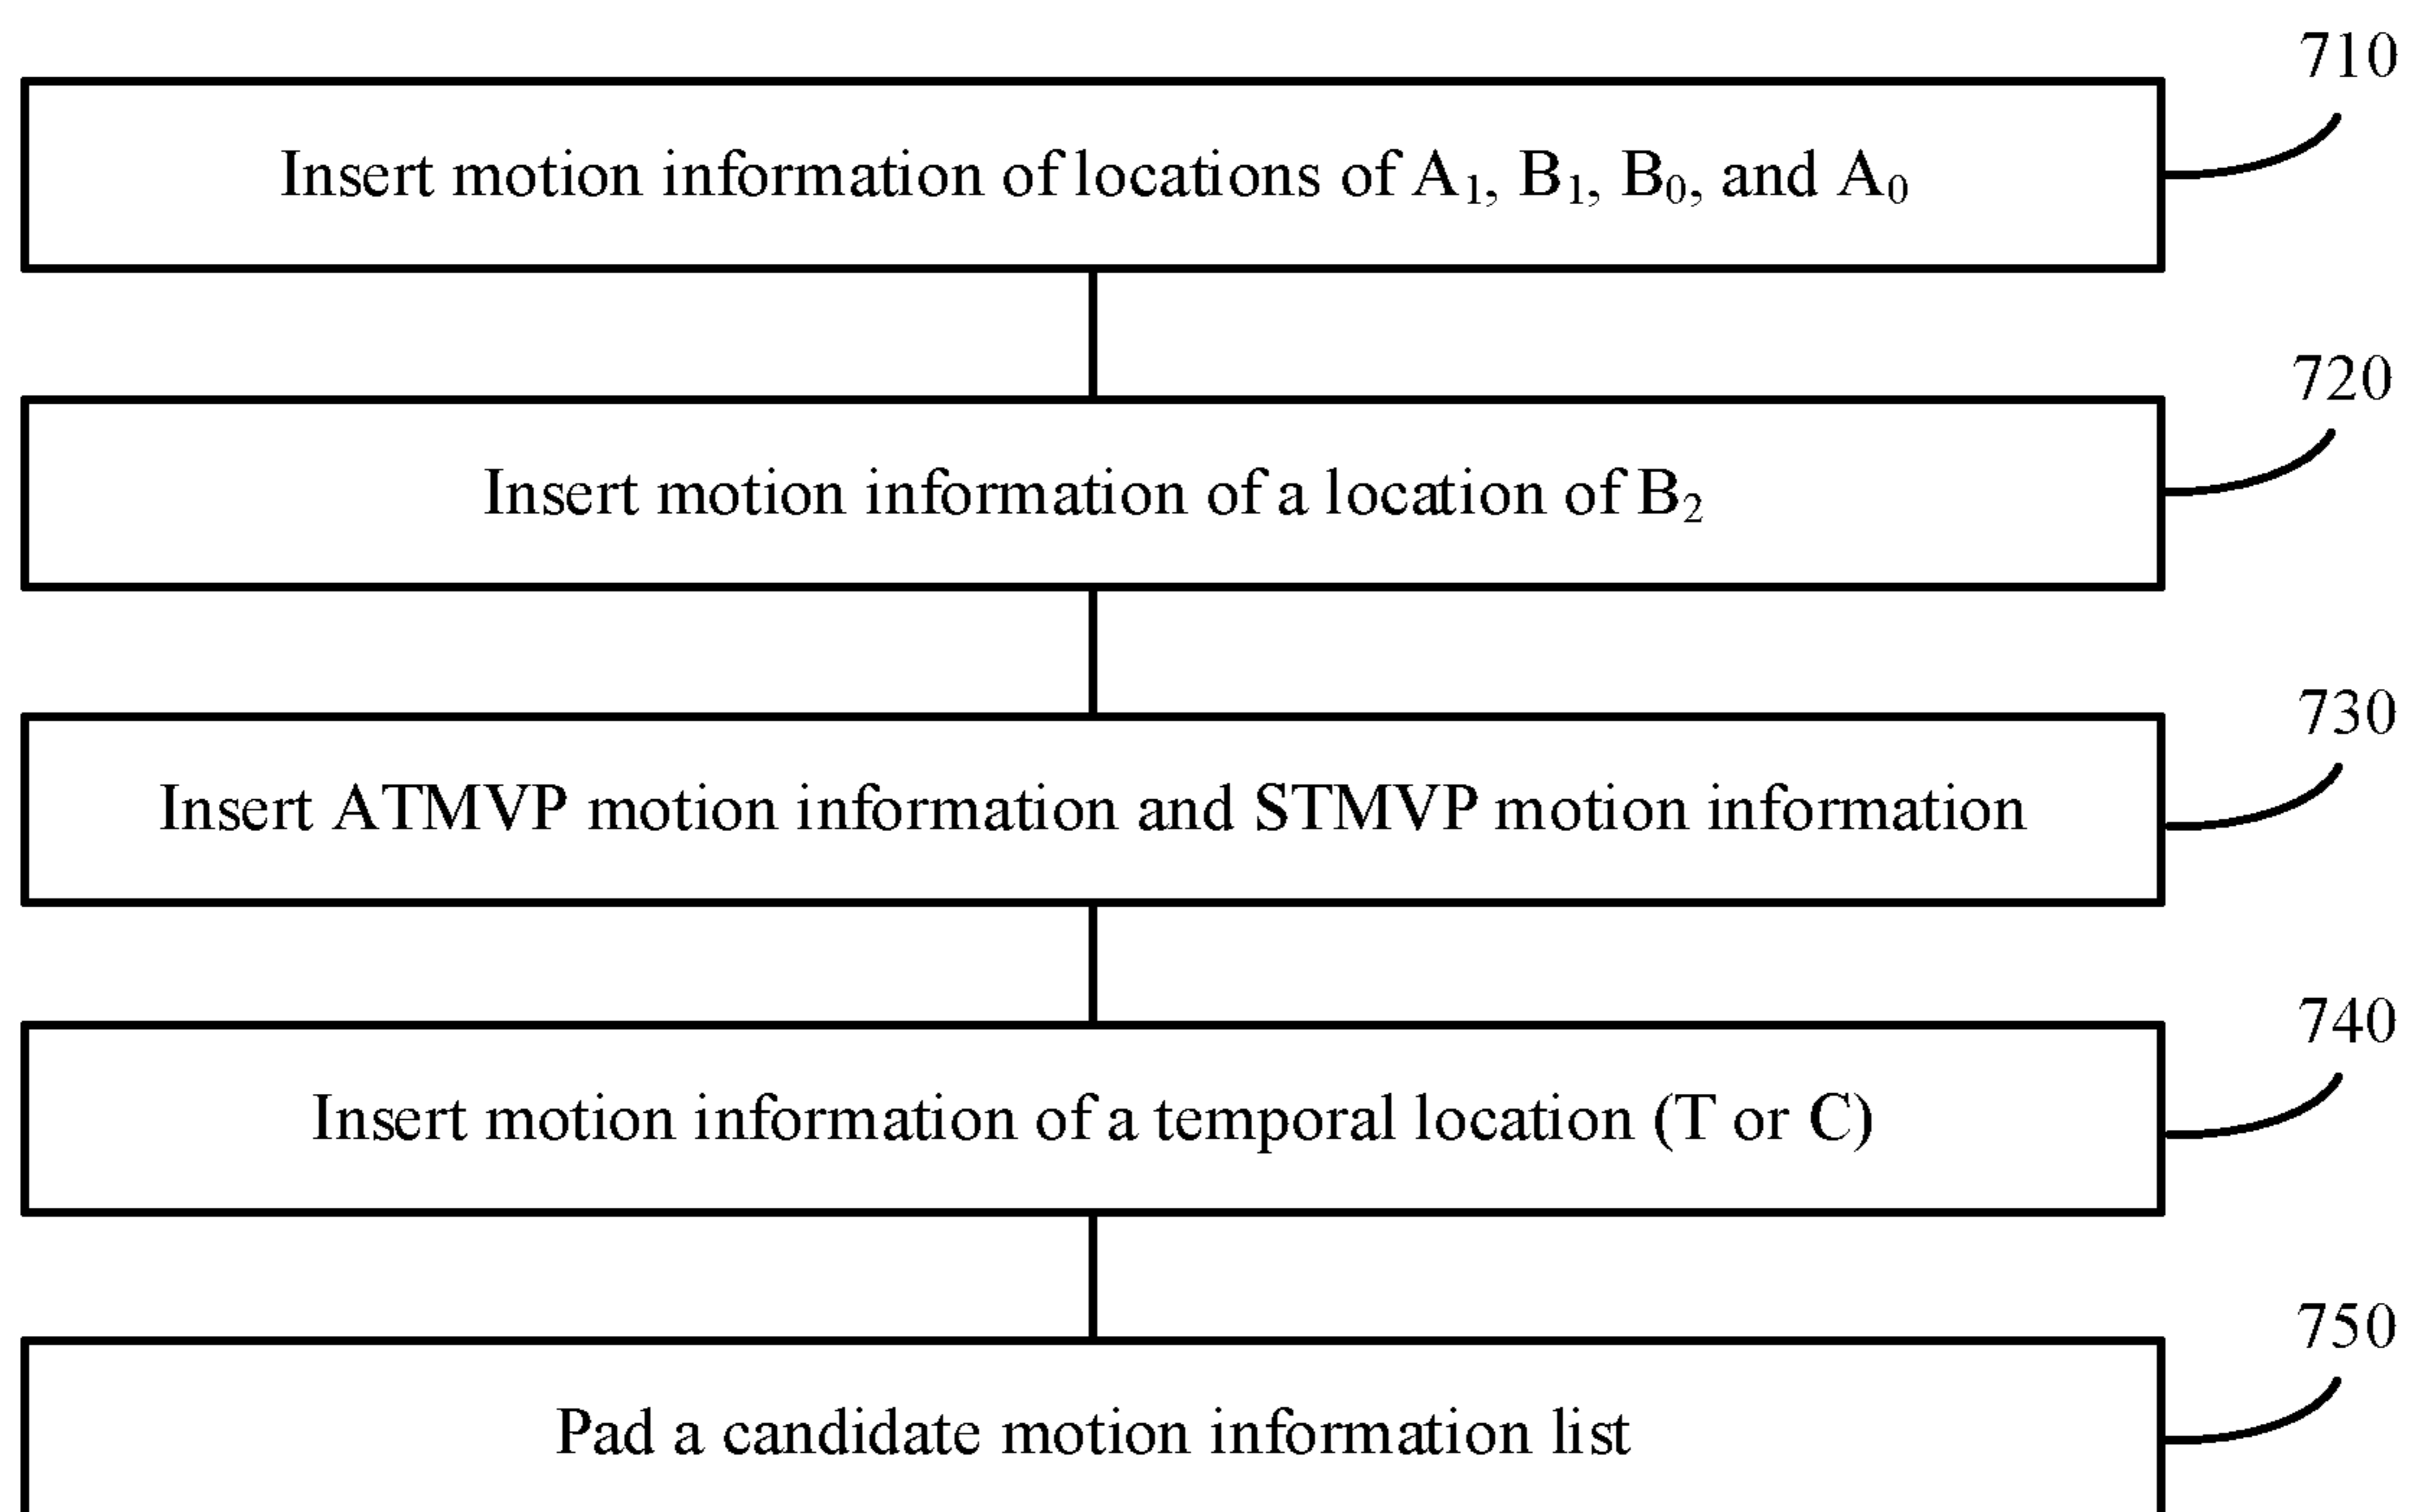 710
Insert motion information of locations of A₁, B₁, B₀, and A₀
720
Insert motion information of a location of B₂
730
Insert ATMVP motion information and STMVP motion information
740
Insert motion information of a temporal location (T or C)
750
Pad a candidate motion information list